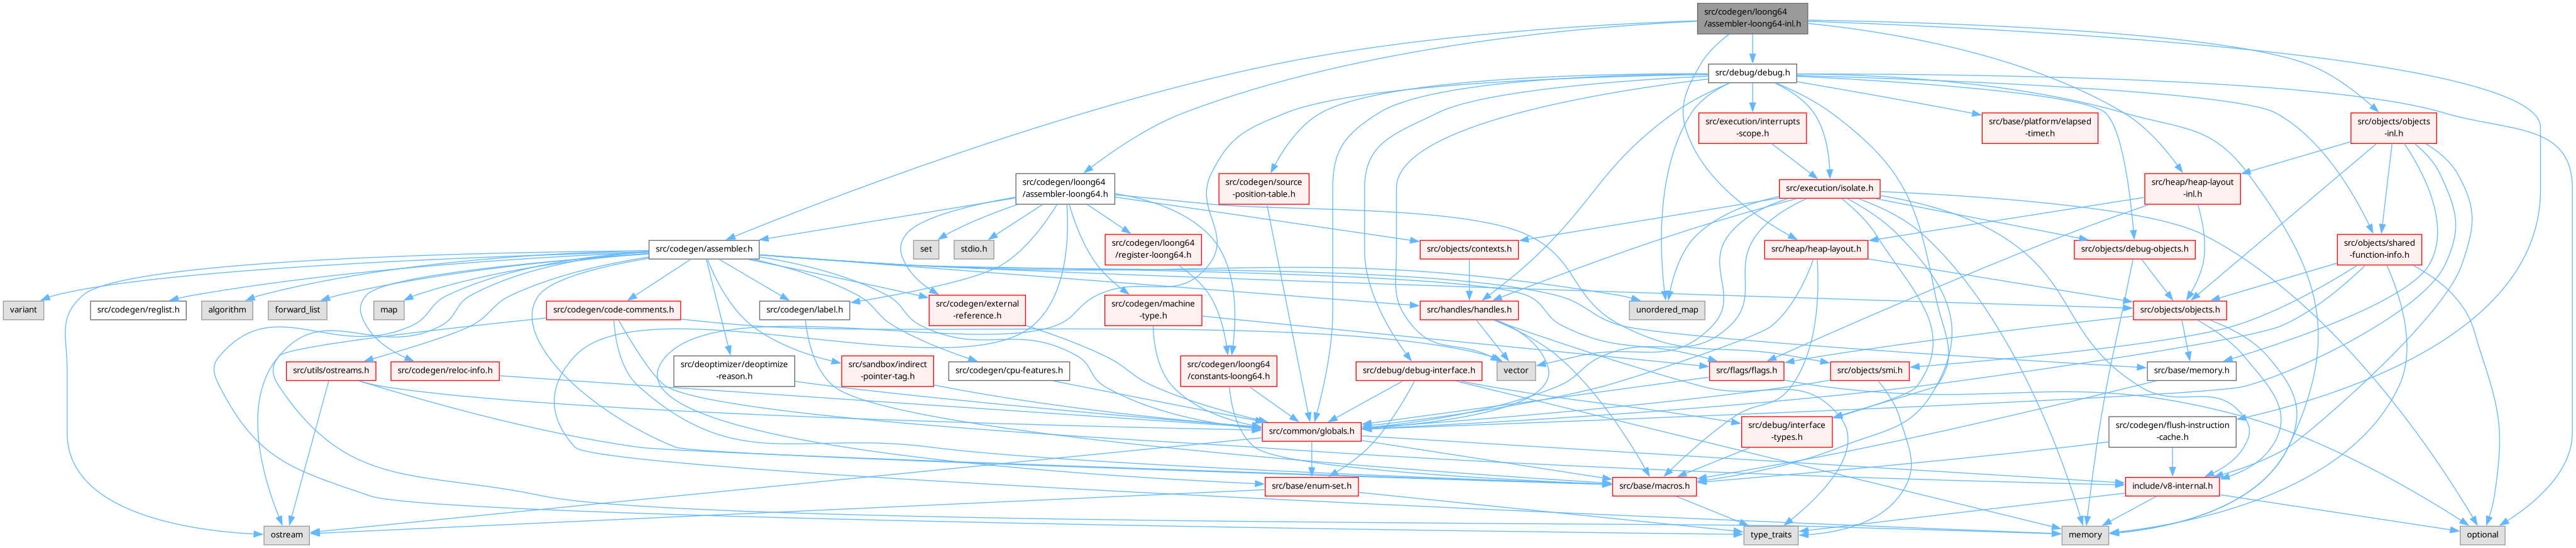 src/codegen/loong64
/assembler-loong64-inl.h
src/debug/debug.h
src/execution/interrupts
-scope.h
src/base/platform/elapsed
-timer.h
src/objects/objects
-inl.h
src/codegen/loong64
/assembler-loong64.h
src/codegen/source
-position-table.h
src/execution/isolate.h
src/heap/heap-layout
-inl.h
src/codegen/assembler.h
set
stdio.h
src/codegen/loong64
/register-loong64.h
src/objects/contexts.h
src/heap/heap-layout.h
src/objects/debug-objects.h
src/objects/shared
-function-info.h
variant
src/codegen/reglist.h
algorithm
forward_list
map
src/codegen/code-comments.h
src/codegen/label.h
src/codegen/external
-reference.h
src/codegen/machine
-type.h
src/handles/handles.h
unordered_map
src/objects/objects.h
src/utils/ostreams.h
src/codegen/reloc-info.h
src/deoptimizer/deoptimize
-reason.h
src/sandbox/indirect
-pointer-tag.h
src/codegen/cpu-features.h
src/codegen/loong64
/constants-loong64.h
src/debug/debug-interface.h
vector
src/flags/flags.h
src/objects/smi.h
src/base/memory.h
src/common/globals.h
src/debug/interface
-types.h
src/codegen/flush-instruction
-cache.h
src/base/enum-set.h
src/base/macros.h
include/v8-internal.h
ostream
type_traits
memory
optional